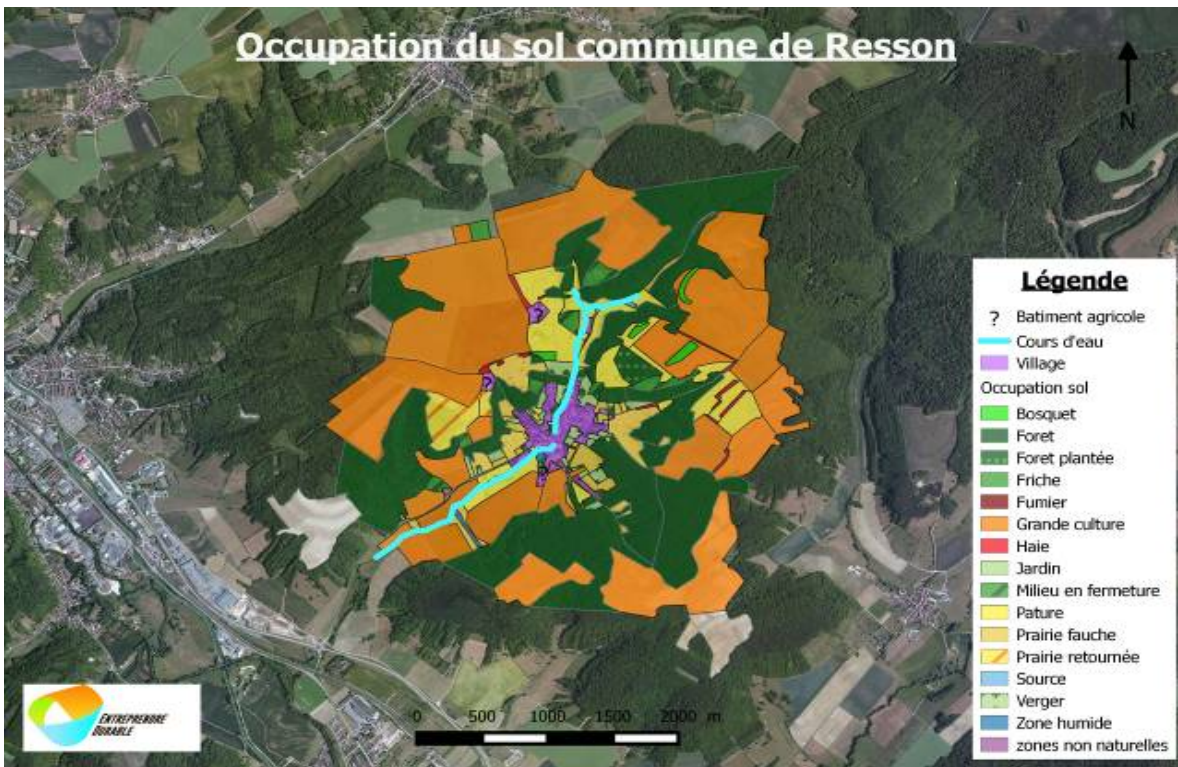 Occupation du sol commune de Resson
N
Légende
? Batiment agricole
Cours d'eau
Village
Occupation sol
Bosquet
Foret
Foret plantée
Friche
Fumier
Grande culture
Haie
Jardin
Milieu en fermeture
Pature
Prairie fauche
Prairie retournée
Source
Verger
Zone humide
zones non naturelles
ENTREPRENDRE
DURABLE
0 500 1000 1500 2000 m